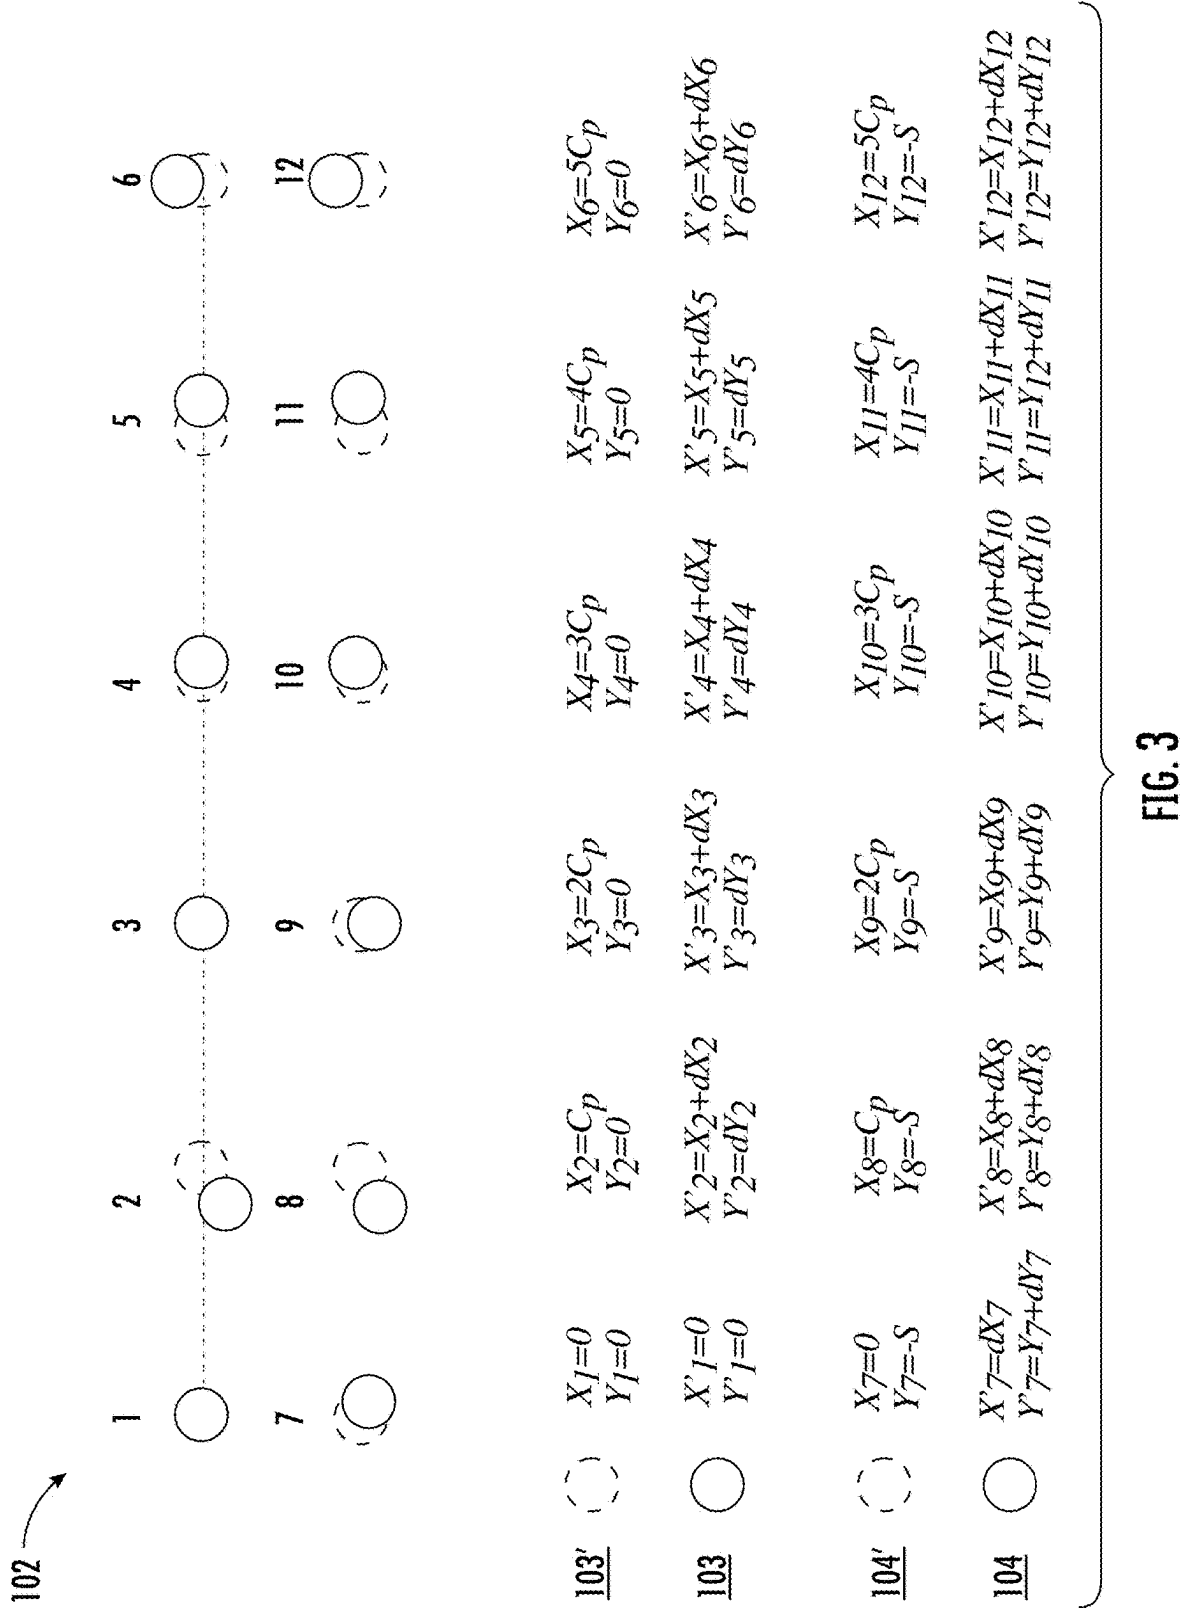 102
1 2 3 4 5 6
7 8 9 10 11 12
103' X1=0 X2=Cp X3=2Cp X4=3Cp X5=4Cp X6=5Cp
Y1=0 Y2=0 Y3=0 Y4=0 Y5=0 Y6=0
103 X'1=0 X'2=X2+dX2 X'3=X3+dX3 X'4=X4+dX4 X'5=X5+dX5 X'6=X6+dX6
Y'1=0 Y'2=dY2 Y'3=dY3 Y'4=dY4 Y'5=dY5 Y'6=dY6
104' X7=0 X8=Cp X9=2Cp X10=3Cp X11=4Cp X12=5Cp
Y7=-S Y8=-S Y9=-S Y10=-S Y11=-S Y12=-S
104 X'7=dX7 X'8=X8+dX8 X'9=X9+dX9 X'10=X10+dX10 X'11=X11+dX11 X'12=X12+dX12
Y'7=Y7+dY7 Y'8=Y8+dY8 Y'9=Y9+dY9 Y'10=Y10+dY10 Y'11=Y12+dY11 Y'12=Y12+dY12
FIG. 3